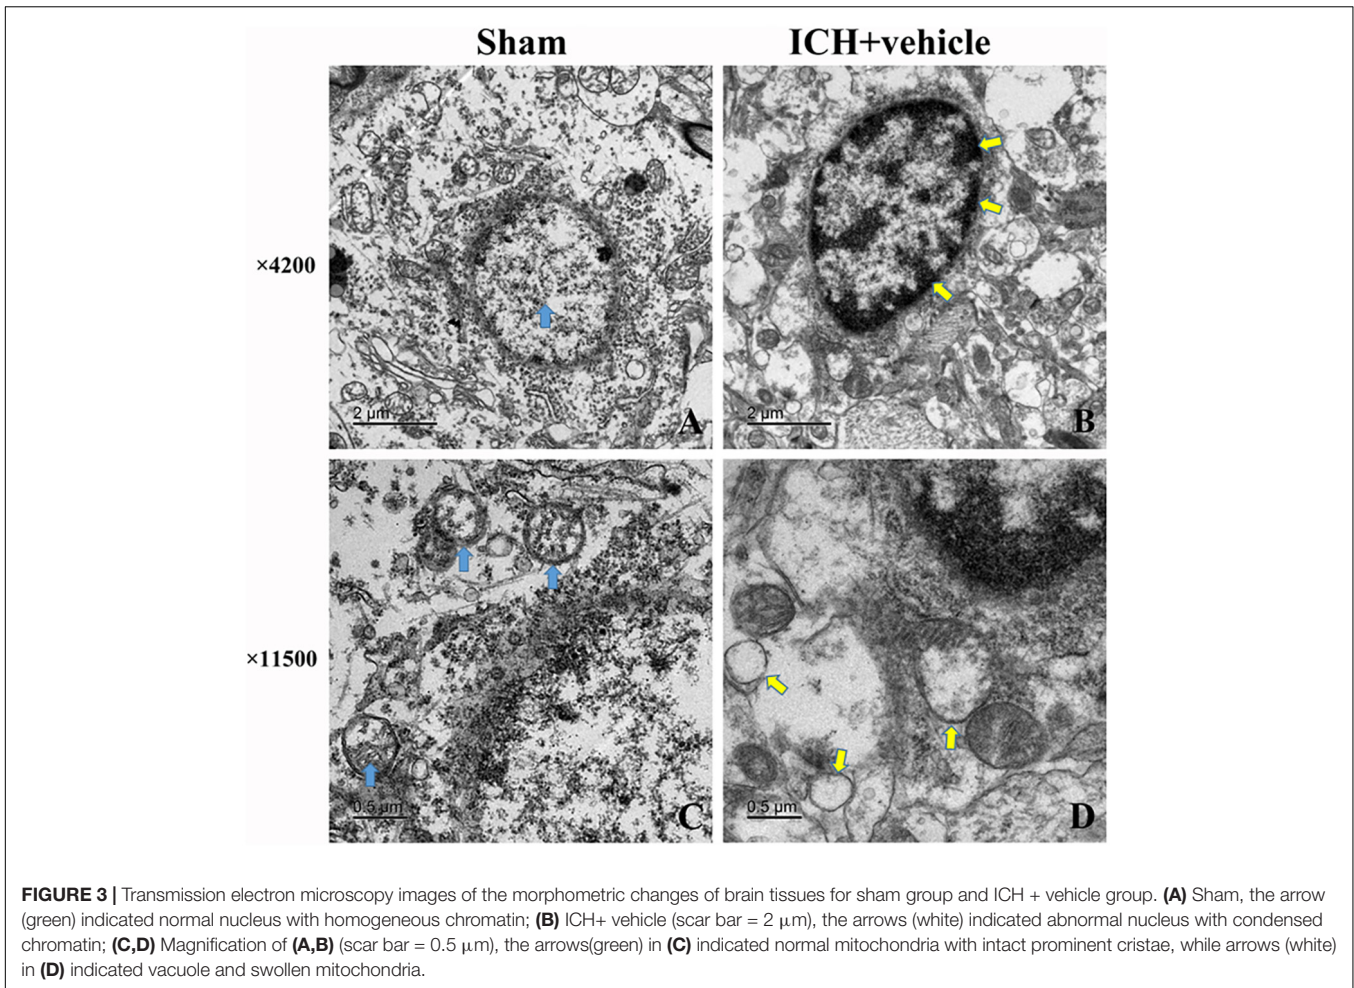 Sham ICH+vehicle
×4200
2 µm A 2 µm B
×11500
0.5 µm C 0.5 µm D
FIGURE 3 | Transmission electron microscopy images of the morphometric changes of brain tissues for sham group and ICH + vehicle group. (A) Sham, the arrow
(green) indicated normal nucleus with homogeneous chromatin; (B) ICH+ vehicle (scar bar = 2 µm), the arrows (white) indicated abnormal nucleus with condensed
chromatin; (C,D) Magnification of (A,B) (scar bar = 0.5 µm), the arrows(green) in (C) indicated normal mitochondria with intact prominent cristae, while arrows (white)
in (D) indicated vacuole and swollen mitochondria.